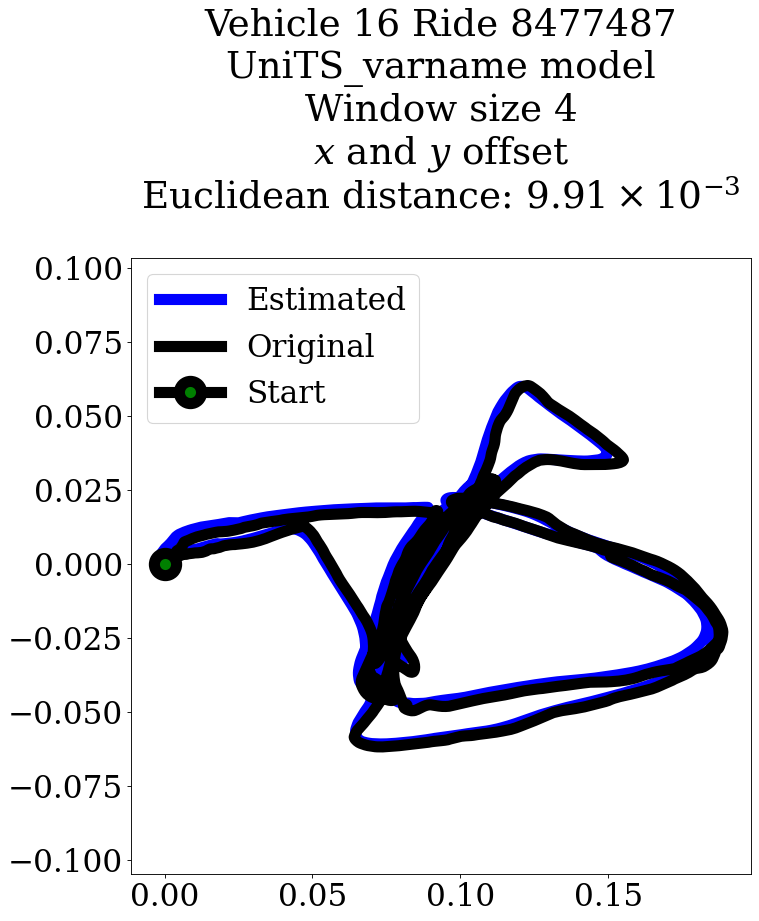 Vehicle 16 Ride 8477487
UniTS_varname model
Window size 4
x and y offset
Euclidean distance: 9.91 × 10⁻³
Estimated
Original
Start
0.100
0.075
0.050
0.025
0.000
−0.025
−0.050
−0.075
−0.100
0.00 0.05 0.10 0.15